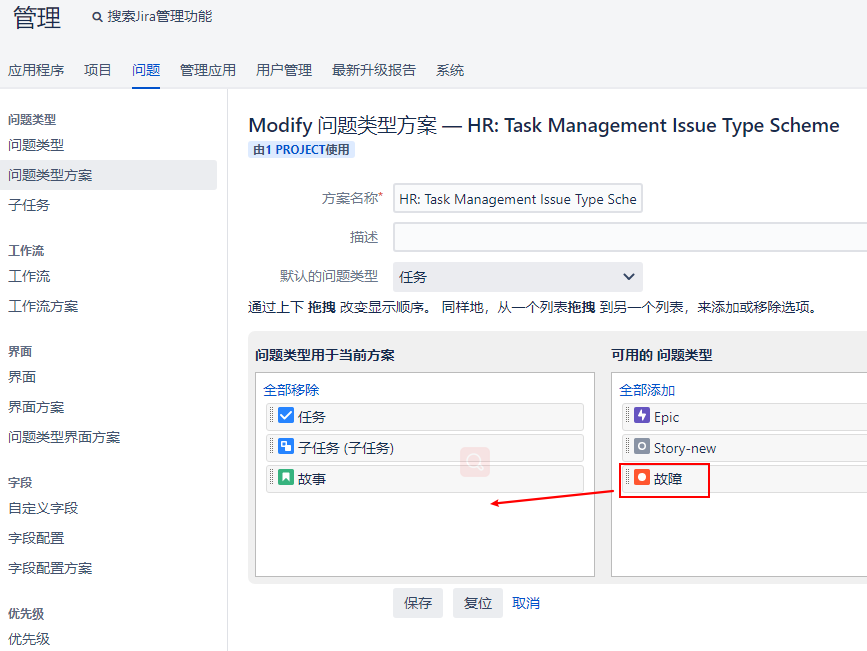 管理
搜索Jira管理功能
应用程序 项目 问题 管理应用 用户管理 最新升级报告 系统
问题类型
问题类型
问题类型方案
子任务
工作流
工作流
工作流方案
界面
界面
界面方案
问题类型界面方案
字段
自定义字段
字段配置
字段配置方案
优先级
优先级
Modify 问题类型方案 — HR: Task Management Issue Type Scheme
由1 PROJECT使用
方案名称* HR: Task Management Issue Type Sche
描述
默认的问题类型 任务
通过上下 拖拽 改变显示顺序。 同样地，从一个列表拖拽 到另一个列表，来添加或移除选项。
问题类型用于当前方案
全部移除
任务
子任务 (子任务)
故事
可用的 问题类型
全部添加
Epic
Story-new
故障
保存 复位 取消